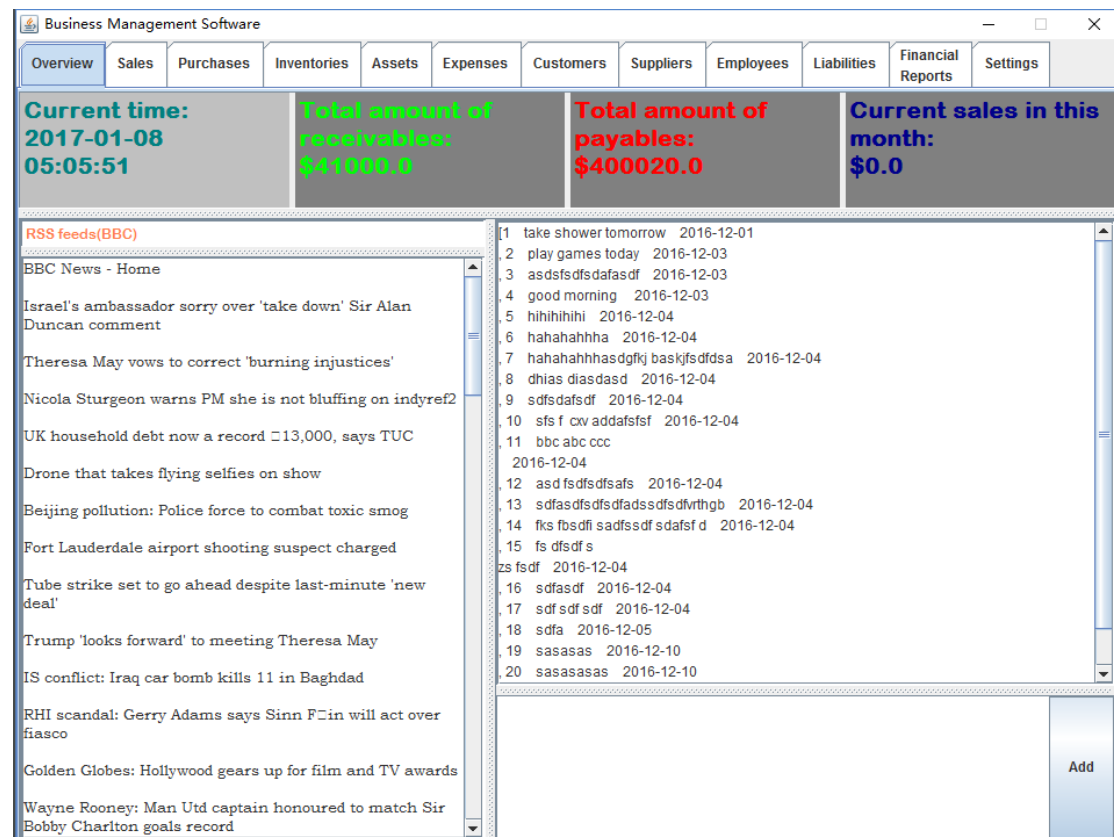 Business Management Software
Overview Sales Purchases Inventories Assets Expenses Customers Suppliers Employees Liabilities Financial Reports Settings
Current time:
2017-01-08
05:05:51
Total amount of
receivables:
$41000.0
Total amount of
payables:
$400020.0
Current sales in this
month:
$0.0
RSS feeds(BBC)
BBC News - Home
Israel's ambassador sorry over 'take down' Sir Alan
Duncan comment
Theresa May vows to correct 'burning injustices'
Nicola Sturgeon warns PM she is not bluffing on indyref2
UK household debt now a record □13,000, says TUC
Drone that takes flying selfies on show
Beijing pollution: Police force to combat toxic smog
Fort Lauderdale airport shooting suspect charged
Tube strike set to go ahead despite last-minute 'new
deal'
Trump 'looks forward' to meeting Theresa May
IS conflict: Iraq car bomb kills 11 in Baghdad
RHI scandal: Gerry Adams says Sinn F□in will act over
fiasco
Golden Globes: Hollywood gears up for film and TV awards
Wayne Rooney: Man Utd captain honoured to match Sir
Bobby Charlton goals record
[1 take shower tomorrow 2016-12-01
, 2 play games today 2016-12-03
, 3 asdsfsdfsdafasdf 2016-12-03
, 4 good morning 2016-12-03
, 5 hihihihihi 2016-12-04
, 6 hahahahhha 2016-12-04
, 7 hahahahhhasdgfkj baskjfsdfdsa 2016-12-04
, 8 dhias diasdasd 2016-12-04
, 9 sdfsdafsdf 2016-12-04
, 10 sfs f cxv addafsfsf 2016-12-04
, 11 bbc abc ccc
2016-12-04
, 12 asd fsdfsdfsafs 2016-12-04
, 13 sdfasdfsdfsdfadssdfsdfvrthgb 2016-12-04
, 14 fks fbsdfi sadfssdf sdafsf d 2016-12-04
, 15 fs dfsdf s
zs fsdf 2016-12-04
, 16 sdfasdf 2016-12-04
, 17 sdf sdf sdf 2016-12-04
, 18 sdfa 2016-12-05
, 19 sasasas 2016-12-10
, 20 sasasasas 2016-12-10
Add